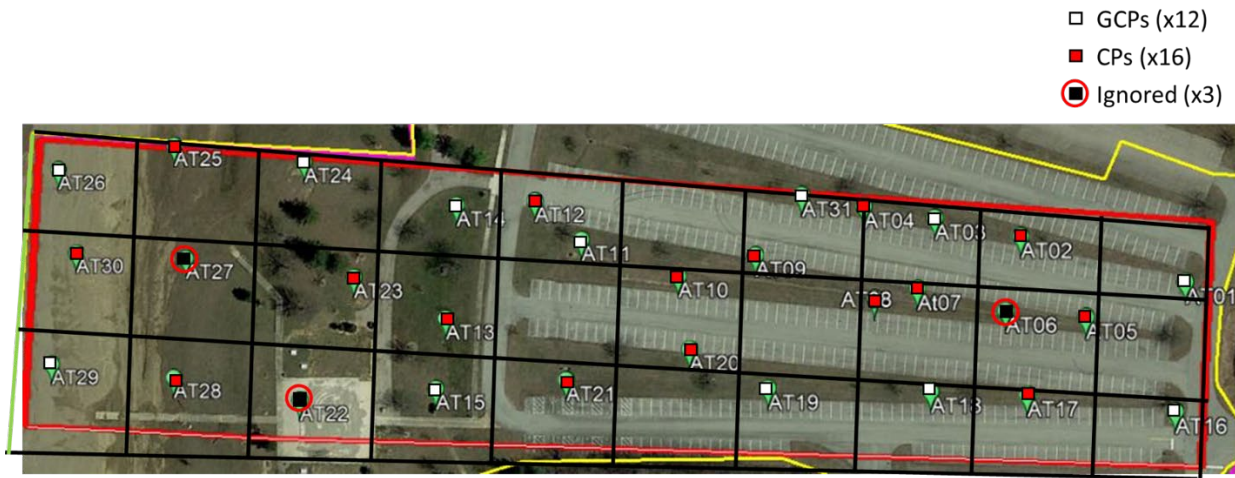 GCPs (x12)
CPs (x16)
Ignored (x3)
AT25
AT24
AT26
AT14
AT12
AT31
AT04
AT03
AT02
AT11
AT30
AT27
AT09
AT23
AT10
AT01
At07
AT08
AT06
AT05
AT13
AT20
AT29
AT28
AT21
AT15
AT19
AT18
AT17
AT22
AT16